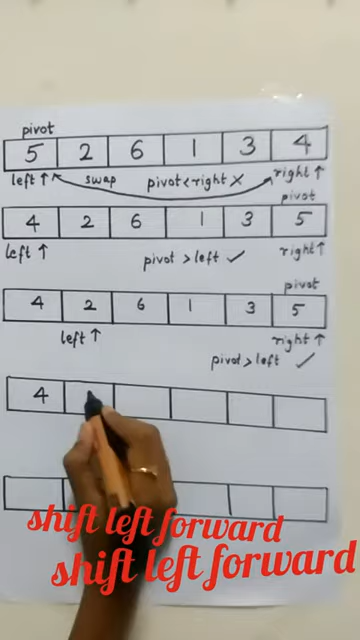 pivot
5 2 6 1 3 4
left ↑ swap pivot < right ✗ right ↑
pivot
4 2 6 1 3 5
left ↑ pivot > left ✓ right ↑
pivot
4 2 6 1 3 5
left ↑ right ↑
pivot > left ✓
4
shift left forward
shift left forward